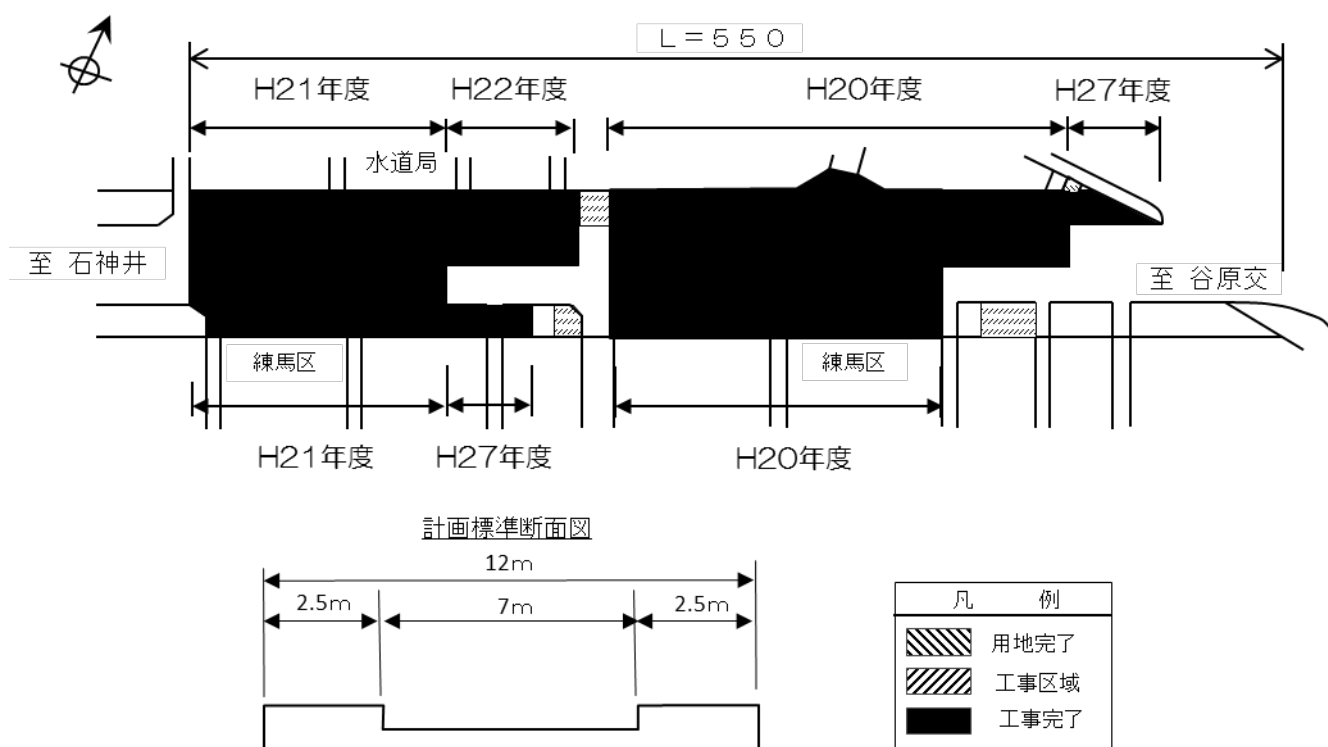 Ｌ＝５５０
H21年度
H22年度
H20年度
H27年度
水道局
至 石神井
至 谷原交
練馬区
練馬区
H21年度
H27年度
H20年度
計画標準断面図
12ｍ
2.5ｍ
7ｍ
2.5ｍ
凡 例
用地完了
工事区域
工事完了